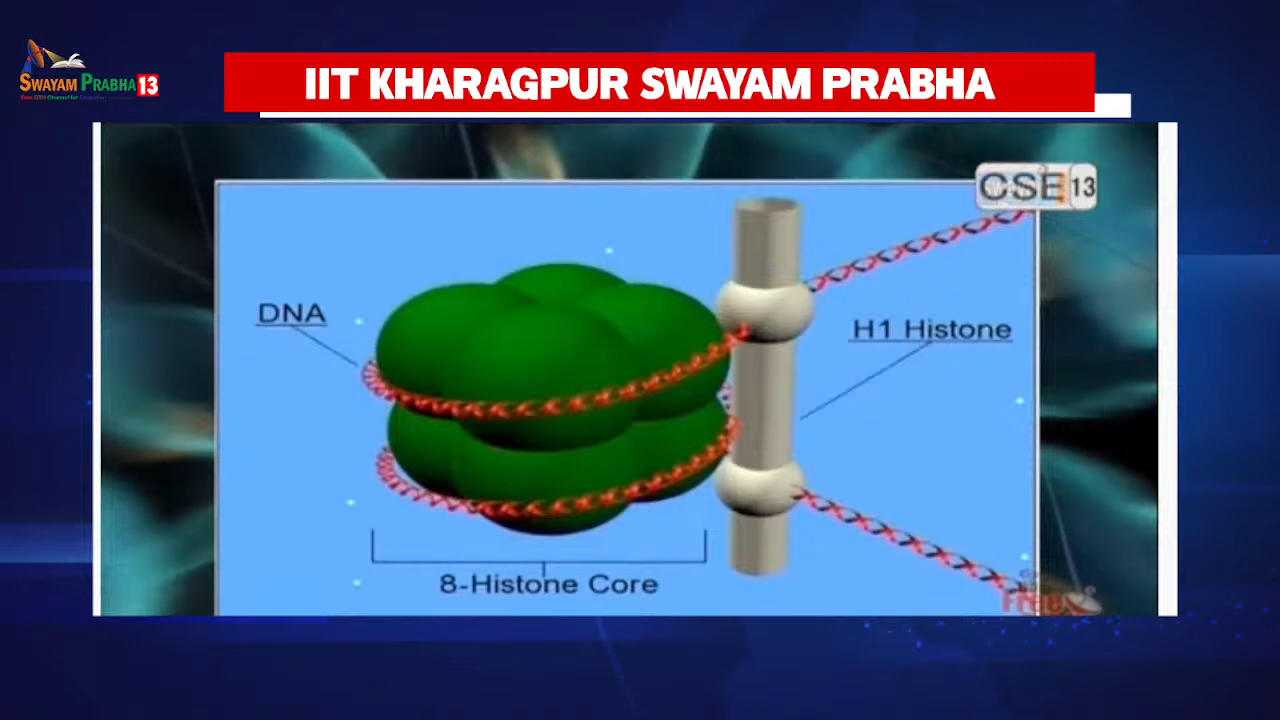 SWAYAM PRABHA 13
IIT KHARAGPUR SWAYAM PRABHA
CSE 13
DNA
H1 Histone
8-Histone Core